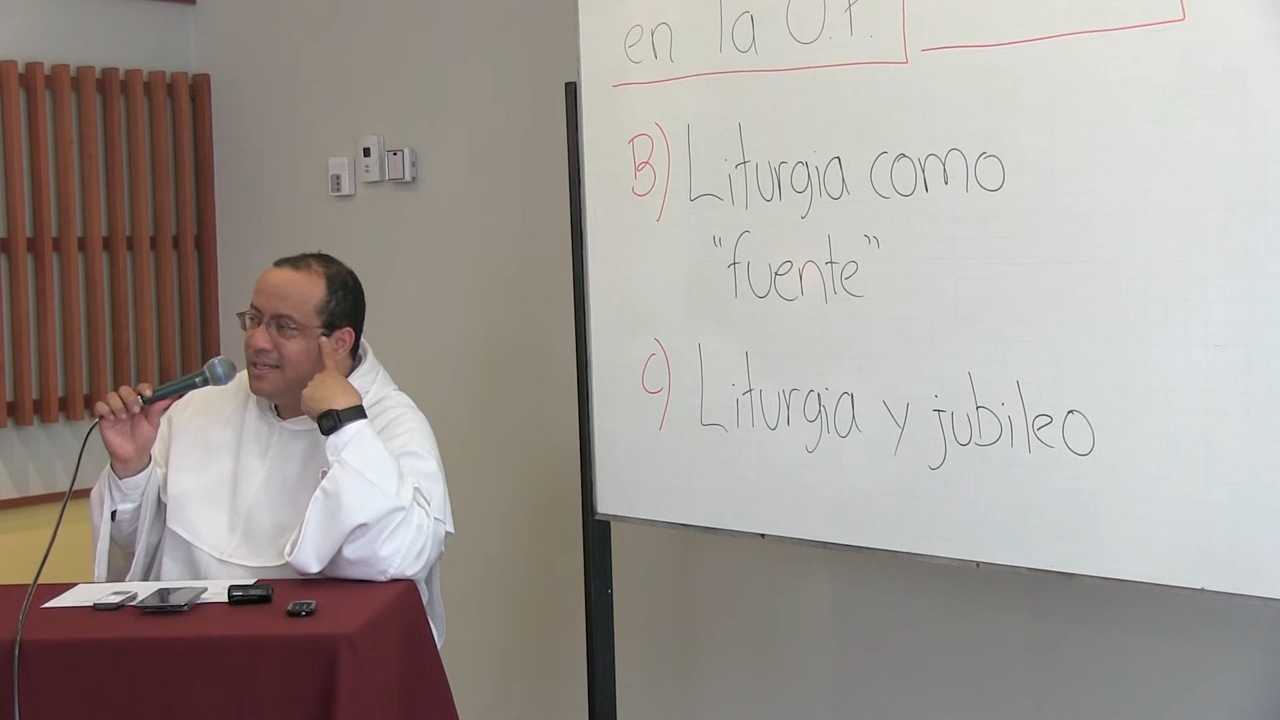 en la O.P.
B) Liturgia como
“fuente”
C) Liturgia y jubileo